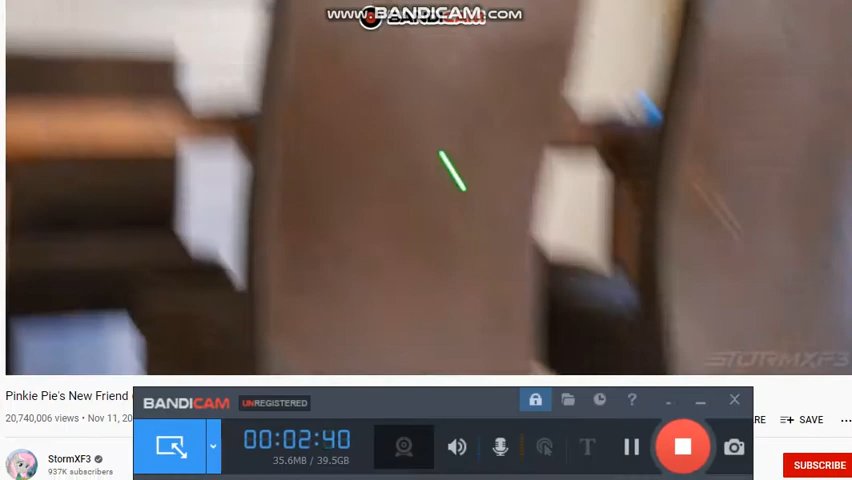 www.BANDICAM.com
BANDICAM
STORMXF3
Pinkie Pie's New Friend
20,740,006 views • Nov 11, 20
SAVE
StormXF3
937K subscribers
SUBSCRIBE
BANDICAM UNREGISTERED
?
00:02:40
35.6MB / 39.5GB
T